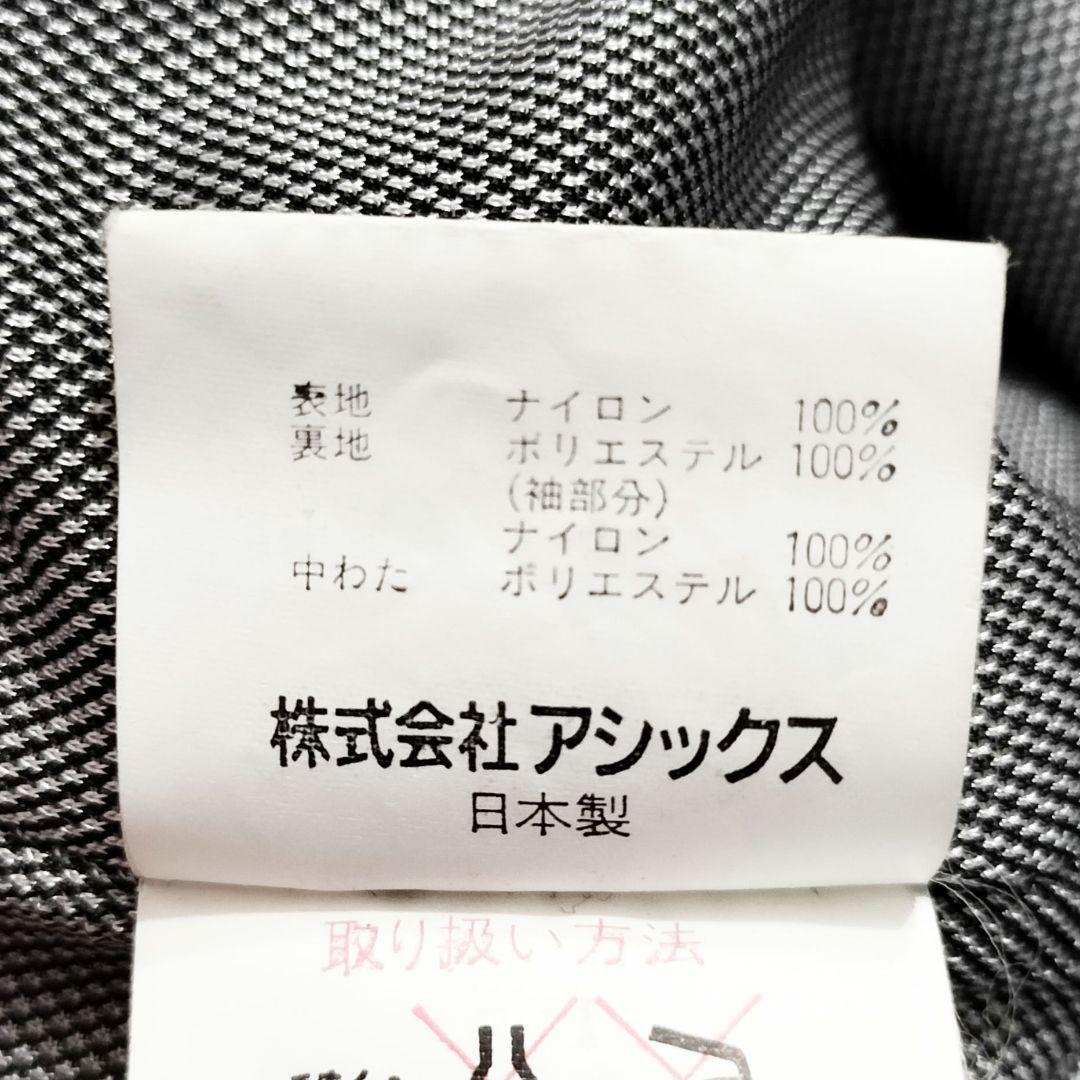 表地 ナイロン 100%
裏地 ポリエステル 100%
(袖部分)
ナイロン 100%
中わた ポリエステル 100%
株式会社アシックス
日本製
取り扱い方法